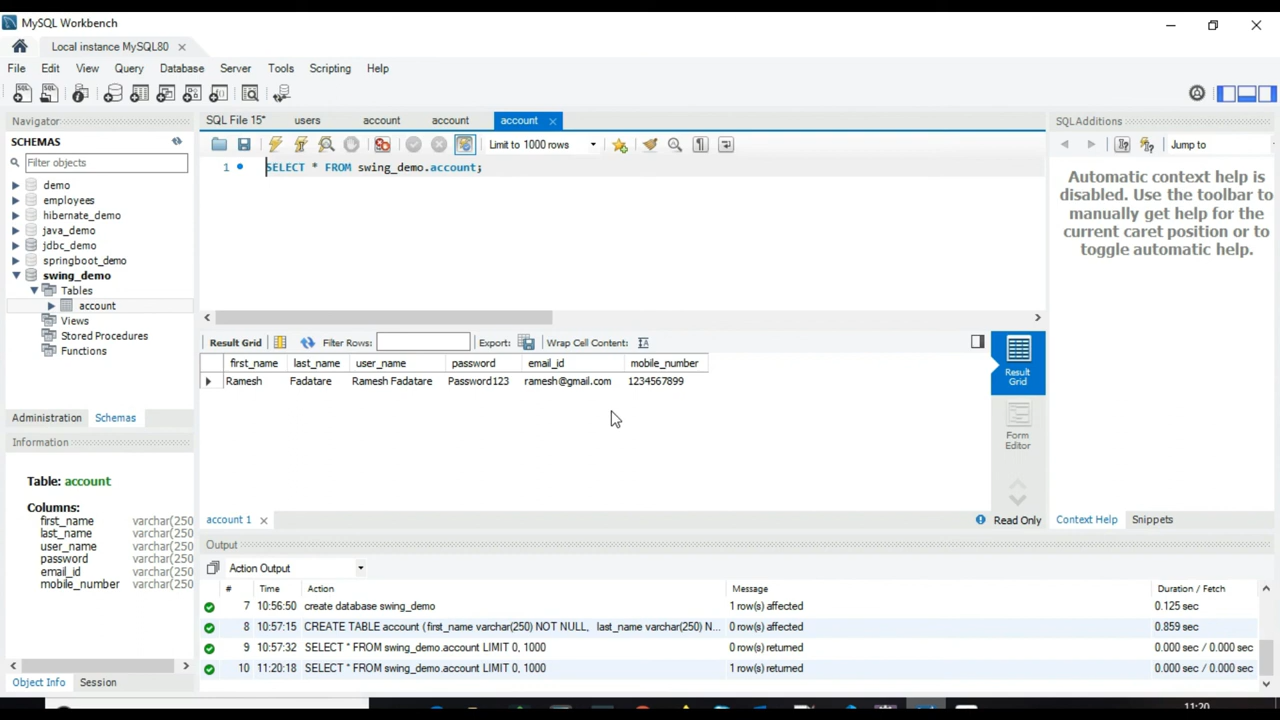 MySQL Workbench
Local instance MySQL80
File Edit View Query Database Server Tools Scripting Help
Navigator
SCHEMAS
Filter objects
demo
employees
hibernate_demo
java_demo
jdbc_demo
springboot_demo
swing_demo
Tables
account
Views
Stored Procedures
Functions
Administration Schemas
Information
Table: account
Columns:
first_name varchar(250
last_name varchar(250
user_name varchar(250
password varchar(250
email_id varchar(250
mobile_number varchar(250
Object Info Session
SQL File 15* users account account account
Limit to 1000 rows
1 SELECT * FROM swing_demo.account;
Result Grid Filter Rows: Export: Wrap Cell Content:
first_name last_name user_name password email_id mobile_number
Ramesh Fadatare Ramesh Fadatare Password123 ramesh@gmail.com 1234567899
Result Grid
Form Editor
account 1 Read Only
SQLAdditions
Jump to
Automatic context help is
disabled. Use the toolbar to
manually get help for the
current caret position or to
toggle automatic help.
Context Help Snippets
Output
Action Output
# Time Action Message Duration / Fetch
7 10:56:50 create database swing_demo 1 row(s) affected 0.125 sec
8 10:57:15 CREATE TABLE account ( first_name varchar(250) NOT NULL, last_name varchar(250) N... 0 row(s) affected 0.859 sec
9 10:57:32 SELECT * FROM swing_demo.account LIMIT 0, 1000 0 row(s) returned 0.000 sec / 0.000 sec
10 11:20:18 SELECT * FROM swing_demo.account LIMIT 0, 1000 1 row(s) returned 0.000 sec / 0.000 sec
11:20